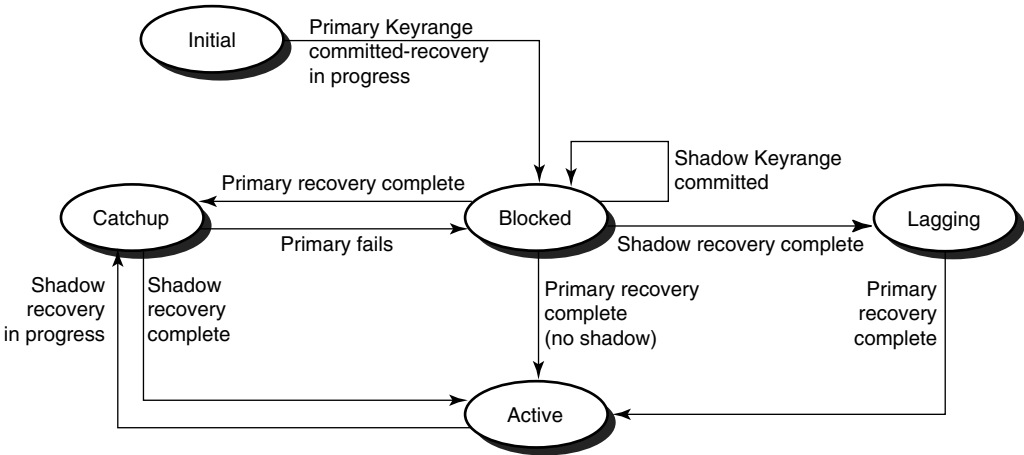 Initial
Primary Keyrange
committed-recovery
in progress
Shadow Keyrange
committed
Primary recovery complete
Catchup
Blocked
Lagging
Primary fails
Shadow recovery complete
Shadow
recovery
in progress
Shadow
recovery
complete
Primary recovery
complete
(no shadow)
Primary
recovery
complete
Active